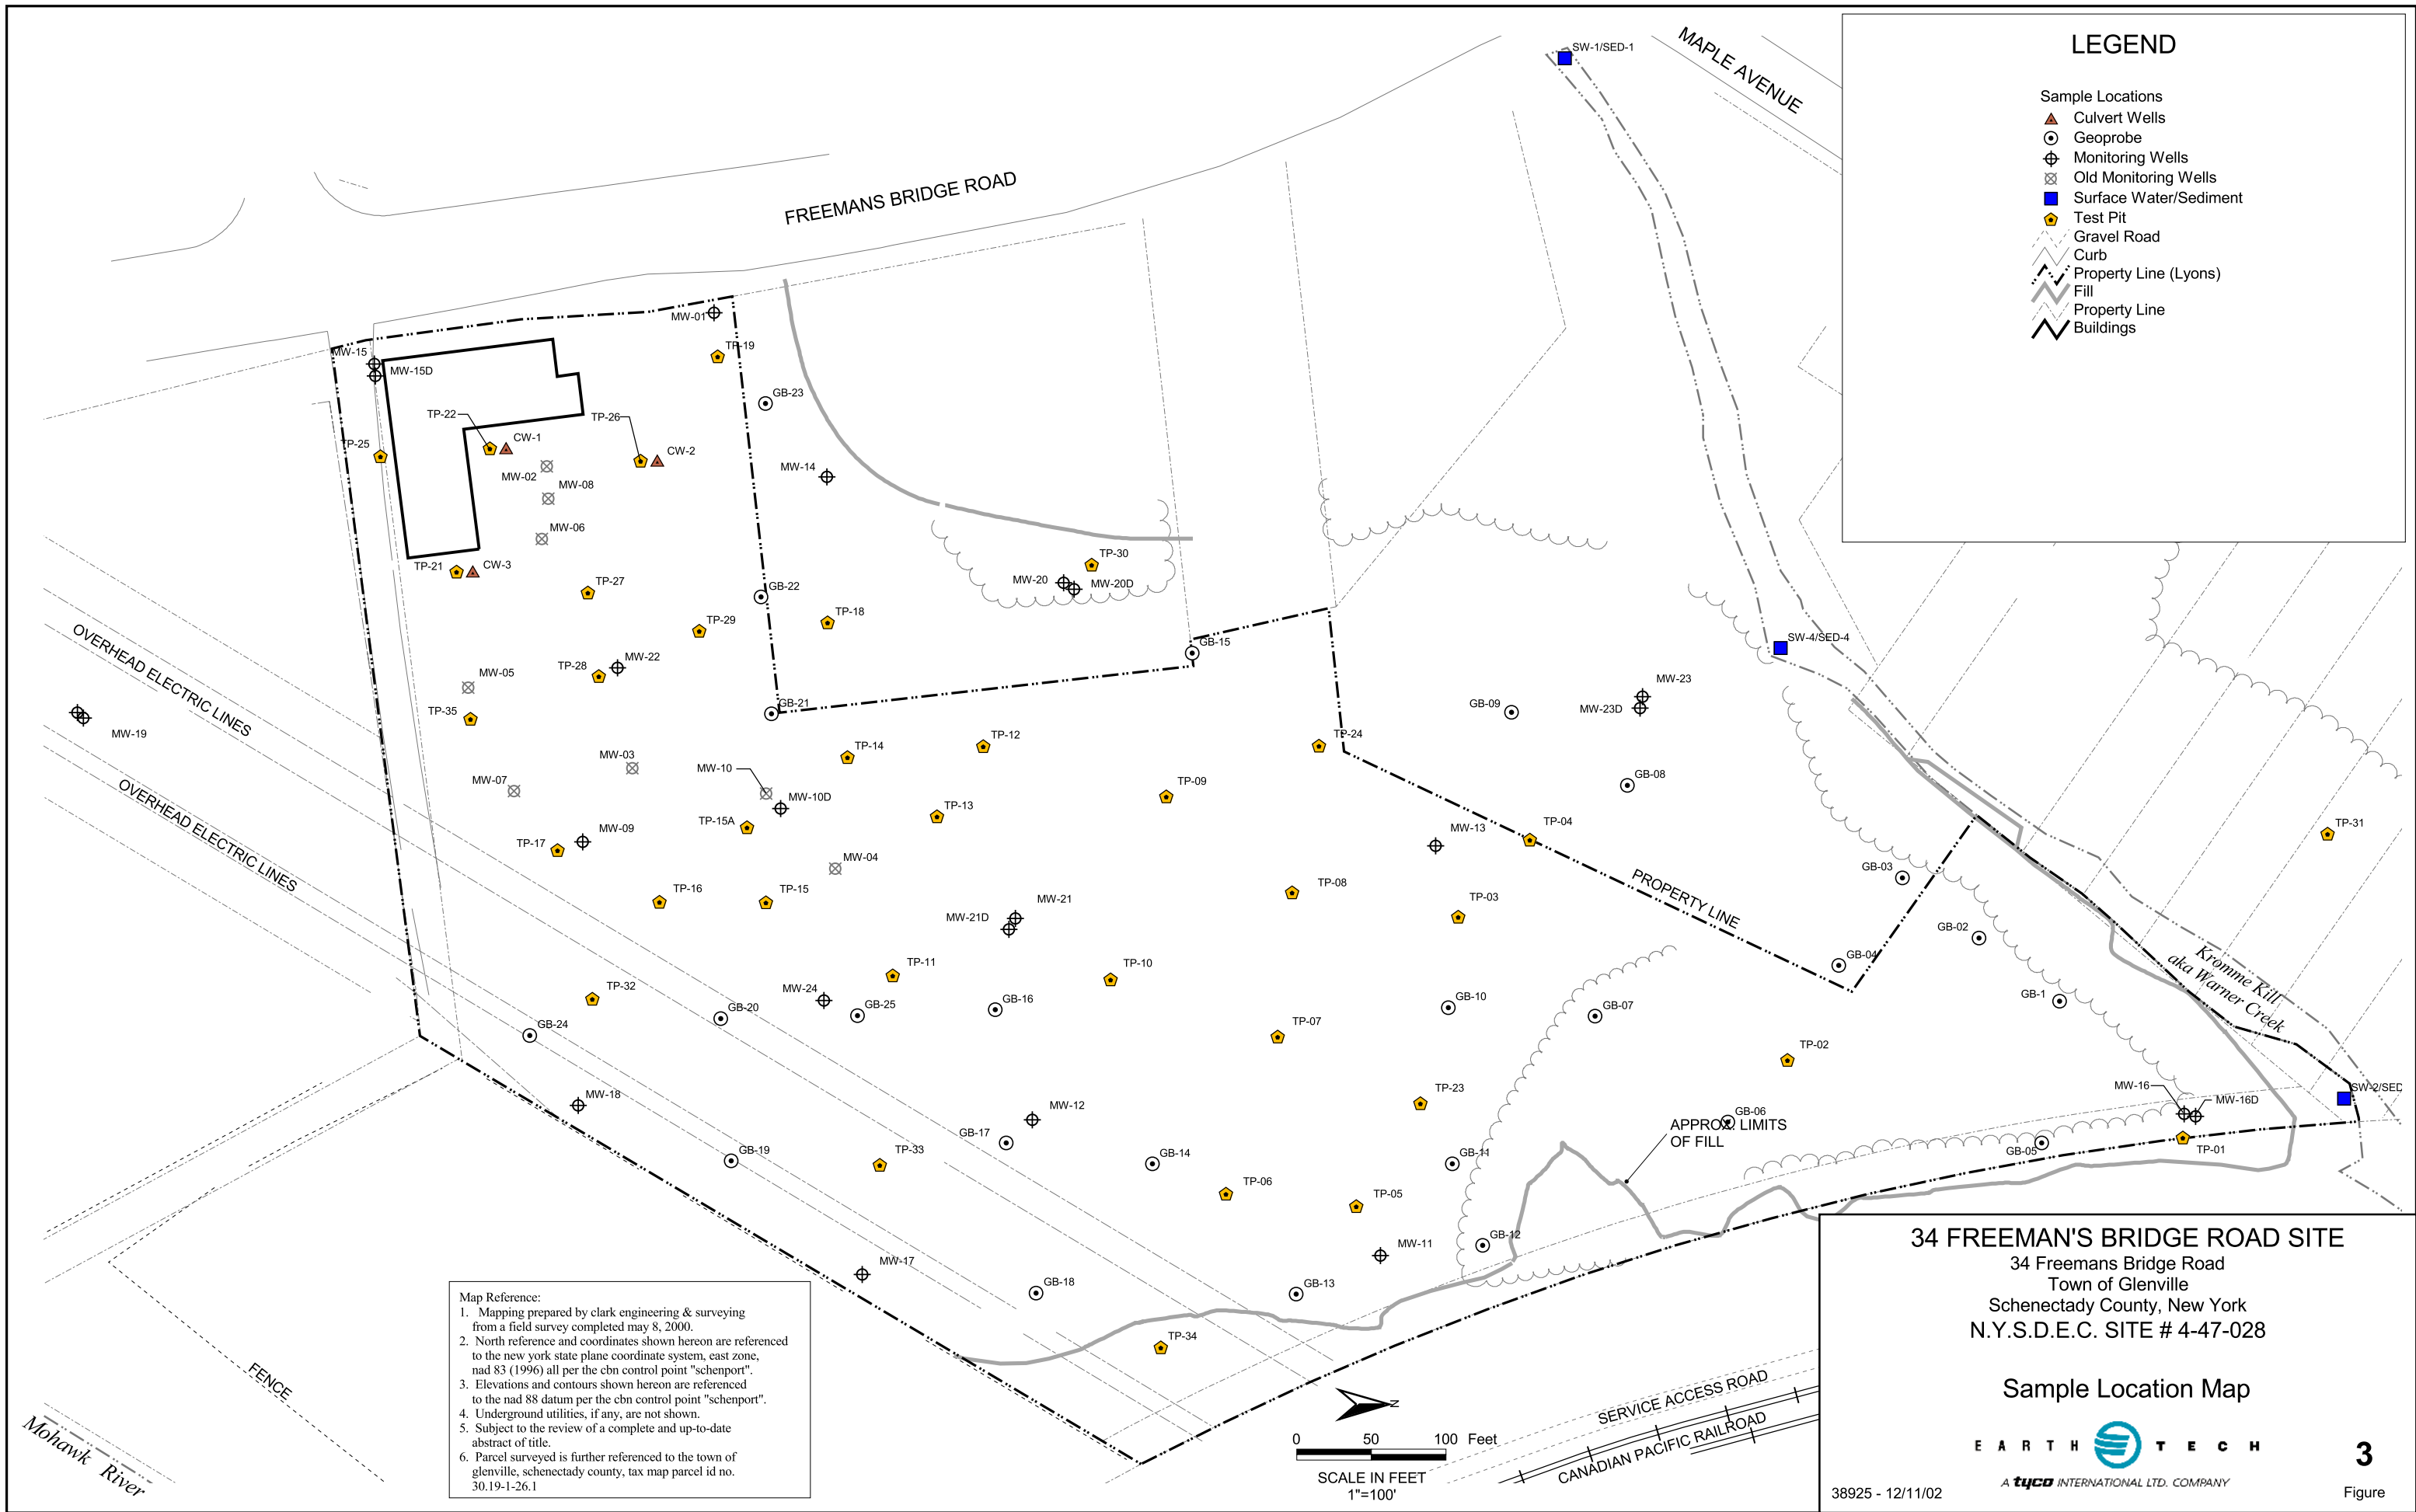 SW-1/SED-1
MAPLE AVENUE
LEGEND
Sample Locations
Culvert Wells
Geoprobe
Monitoring Wells
Old Monitoring Wells
Surface Water/Sediment
Test Pit
Gravel Road
Curb
Property Line (Lyons)
Fill
Property Line
Buildings
FREEMANS BRIDGE ROAD
MW-01
TP-19
MW-15
MW-15D
GB-23
TP-22
TP-26
CW-1
TP-25
CW-2
MW-14
MW-02
MW-08
MW-06
TP-21
CW-3
TP-30
MW-20
MW-20D
TP-27
GB-22
TP-18
TP-29
OVERHEAD ELECTRIC LINES
GB-15
SW-4/SED-4
TP-28
MW-22
MW-05
MW-23
TP-35
GB-21
GB-09
MW-23D
MW-19
TP-12
TP-24
TP-14
MW-03
MW-10
GB-08
MW-07
TP-09
OVERHEAD ELECTRIC LINES
MW-10D
TP-13
TP-15A
MW-09
TP-17
MW-13
TP-04
TP-31
MW-04
GB-03
TP-16
TP-15
TP-08
TP-03
PROPERTY LINE
MW-21
MW-21D
GB-02
GB-04
TP-11
TP-10
Kromme Kill
aka Warner Creek
TP-32
MW-24
GB-25
GB-16
GB-20
GB-10
GB-07
GB-1
GB-24
TP-07
TP-02
MW-18
MW-12
TP-23
MW-16
MW-16D
SW-2/SED
GB-06
APPROX. LIMITS
OF FILL
GB-17
GB-19
TP-33
GB-14
GB-11
GB-05
TP-01
TP-06
TP-05
GB-12
MW-11
MW-17
GB-18
GB-13
TP-34
FENCE
Mohawk River
Map Reference:
1. Mapping prepared by clark engineering & surveying
from a field survey completed may 8, 2000.
2. North reference and coordinates shown hereon are referenced
to the new york state plane coordinate system, east zone,
nad 83 (1996) all per the cbn control point "schenport".
3. Elevations and contours shown hereon are referenced
to the nad 88 datum per the cbn control point "schenport".
4. Underground utilities, if any, are not shown.
5. Subject to the review of a complete and up-to-date
abstract of title.
6. Parcel surveyed is further referenced to the town of
glenville, schenectady county, tax map parcel id no.
30.19-1-26.1
N
0 50 100 Feet
SCALE IN FEET
1"=100'
SERVICE ACCESS ROAD
CANADIAN PACIFIC RAILROAD
34 FREEMAN'S BRIDGE ROAD SITE
34 Freemans Bridge Road
Town of Glenville
Schenectady County, New York
N.Y.S.D.E.C. SITE # 4-47-028
Sample Location Map
EARTH TECH
A tyco INTERNATIONAL LTD. COMPANY
3
38925 - 12/11/02
Figure